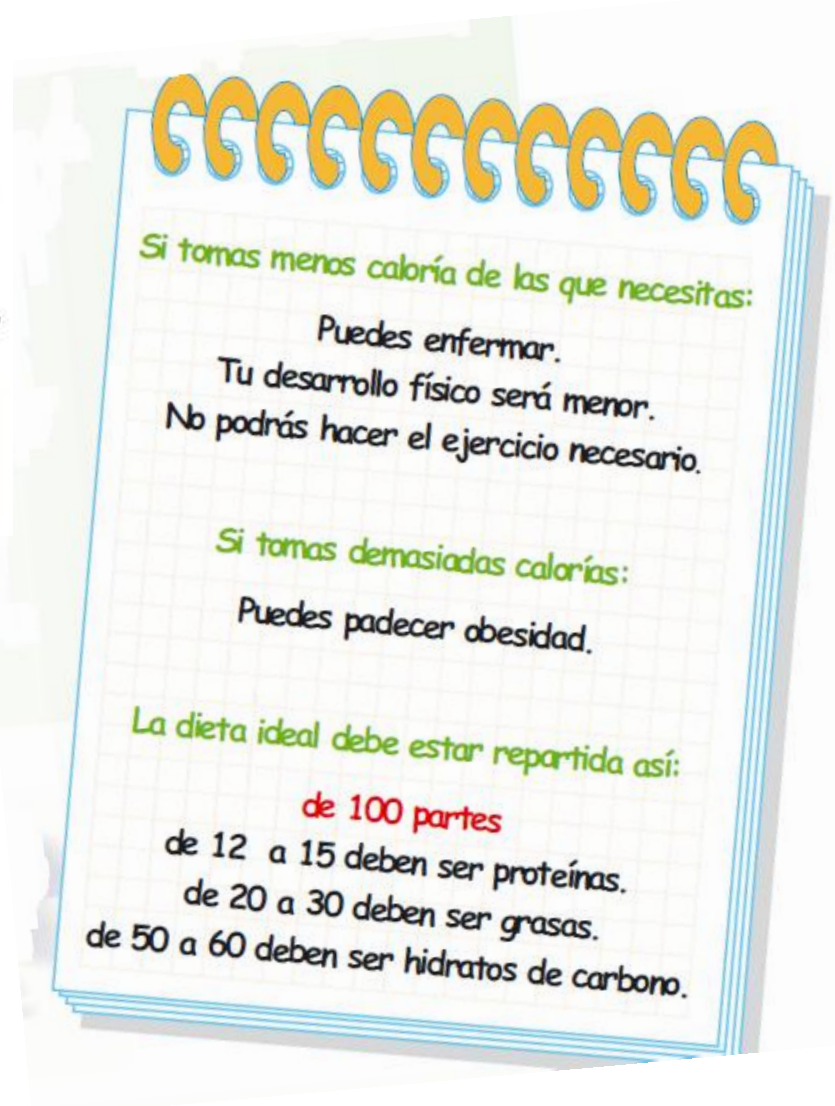 Si tomas menos caloría de las que necesitas:
Puedes enfermar.
Tu desarrollo físico será menor.
No podrás hacer el ejercicio necesario.
Si tomas demasiadas calorías:
Puedes padecer obesidad.
La dieta ideal debe estar repartida así:
de 100 partes
de 12 a 15 deben ser proteínas.
de 20 a 30 deben ser grasas.
de 50 a 60 deben ser hidratos de carbono.